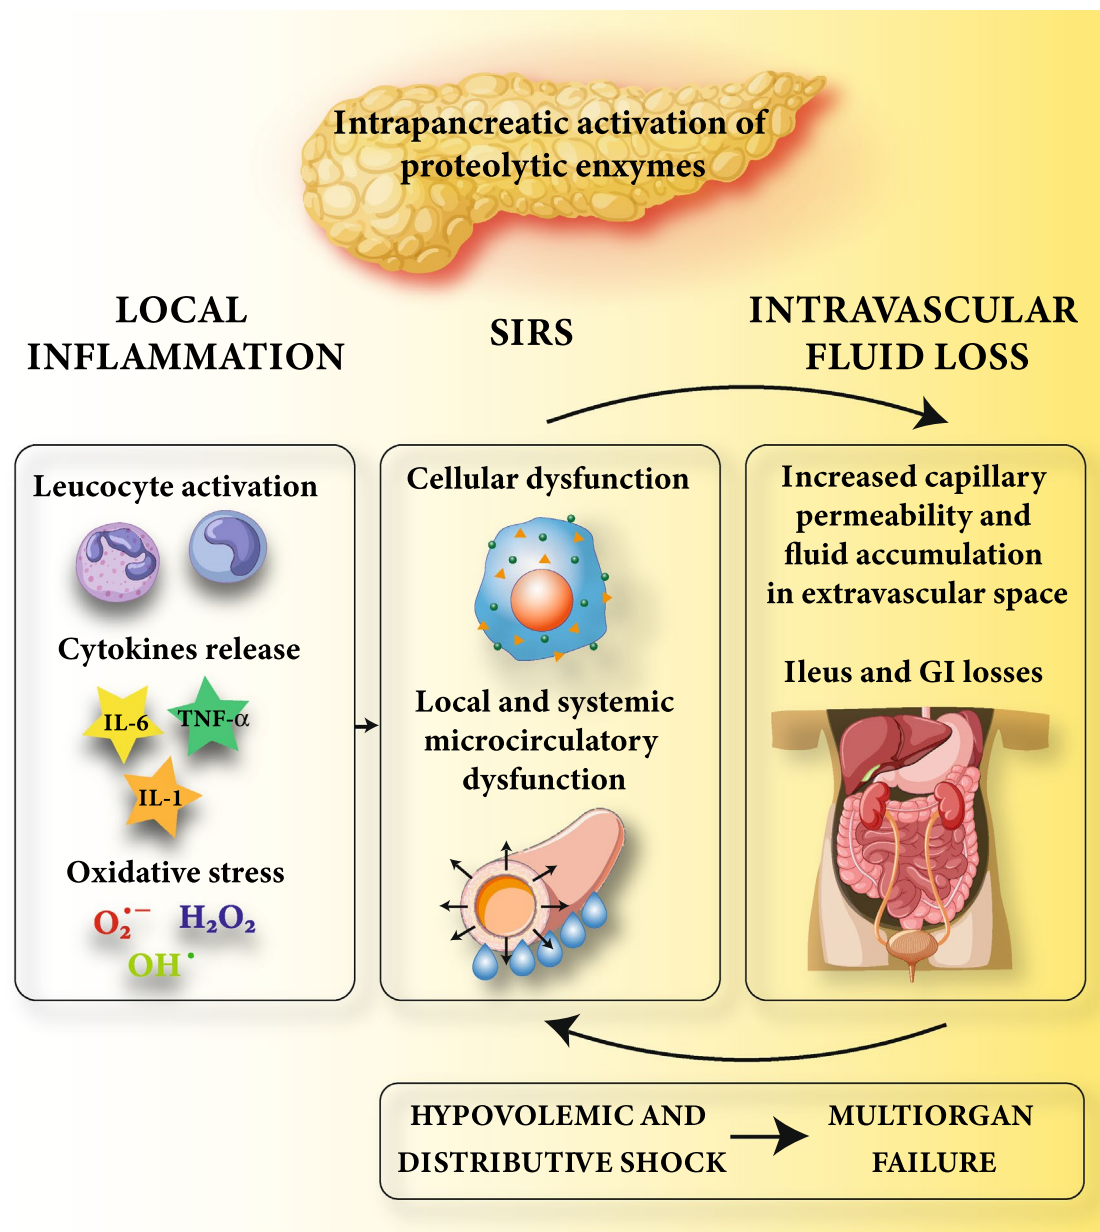 Intrapancreatic activation of
proteolytic enxymes
LOCAL
INFLAMMATION
SIRS
INTRAVASCULAR
FLUID LOSS
Leucocyte activation
Cytokines release
IL-6
TNF-α
IL-1
Oxidative stress
O₂•−
H₂O₂
OH•
Cellular dysfunction
Local and systemic
microcirculatory
dysfunction
Increased capillary
permeability and
fluid accumulation
in extravascular space
Ileus and GI losses
HYPOVOLEMIC AND
DISTRIBUTIVE SHOCK
MULTIORGAN
FAILURE